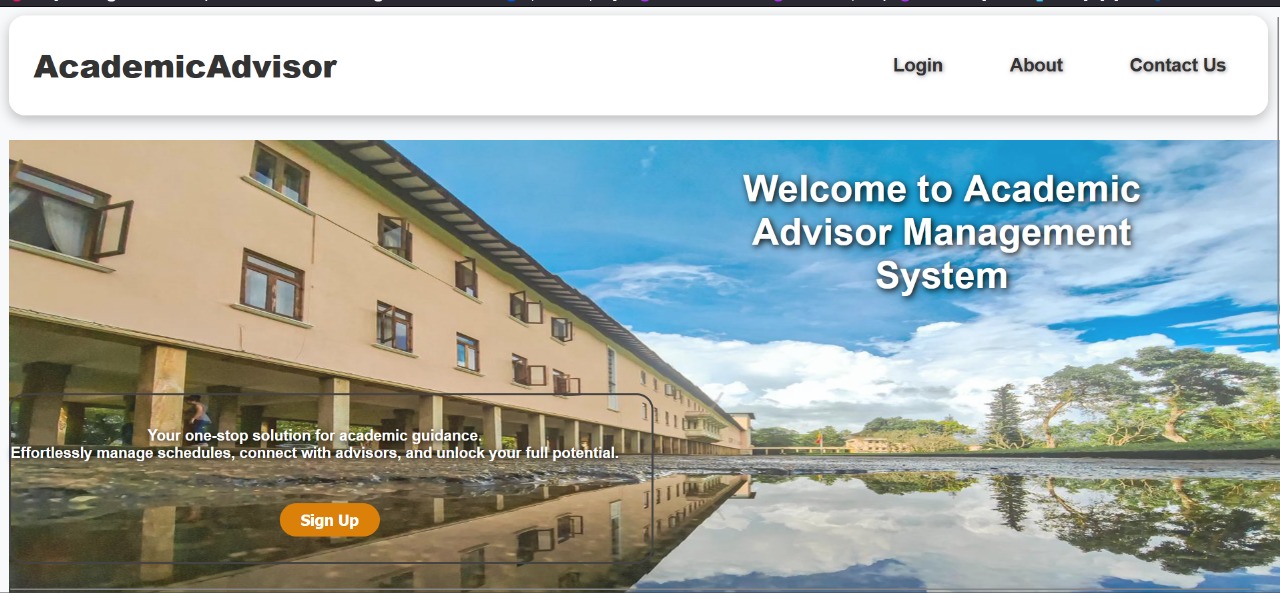 AcademicAdvisor
Login About Contact Us
Welcome to Academic
Advisor Management
System
Your one-stop solution for academic guidance.
Effortlessly manage schedules, connect with advisors, and unlock your full potential.
Sign Up